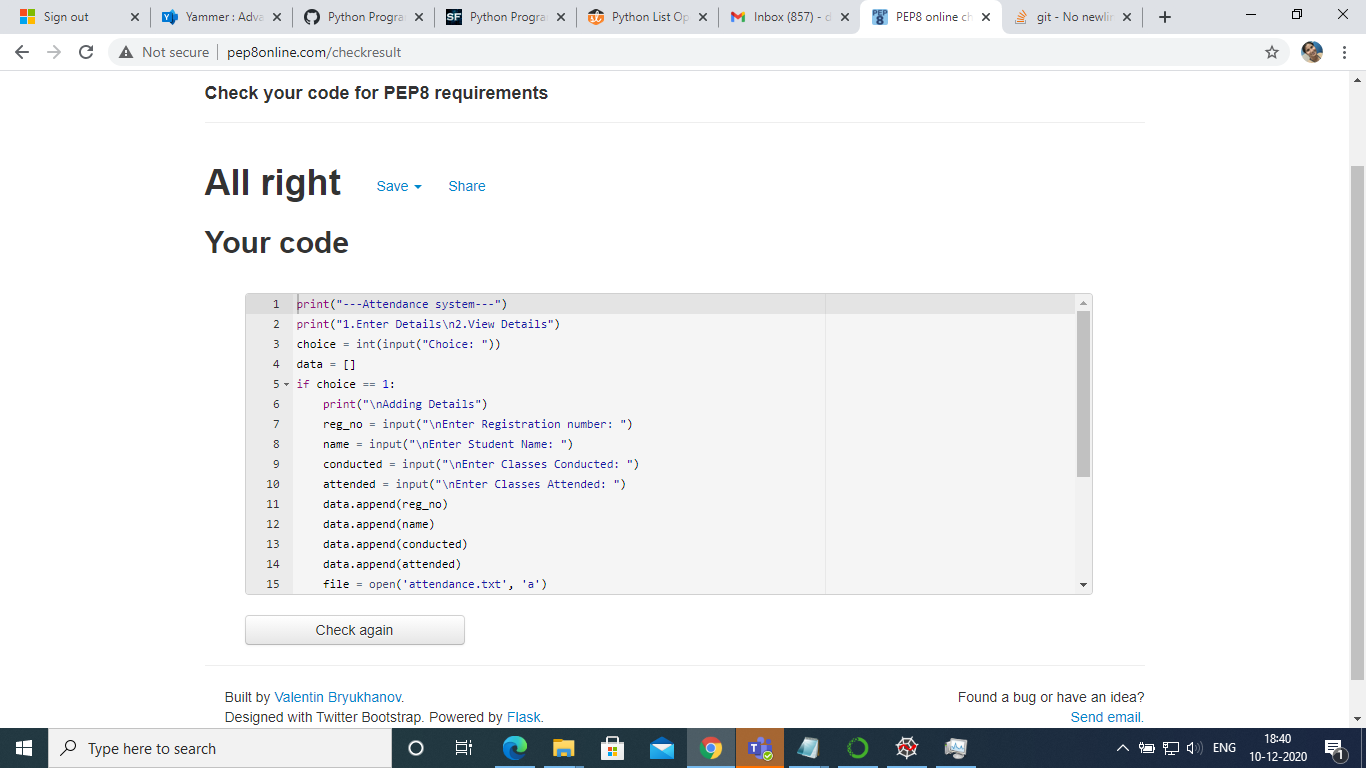 Sign out
Yammer : Adva
Python Progra
Python Progra
Python List Op
Inbox (857) - d
PEP8 online ch
git - No newlin
Not secure pep8online.com/checkresult
Check your code for PEP8 requirements
All right Save Share
Your code
1 print("---Attendance system---")
2 print("1.Enter Details\n2.View Details")
3 choice = int(input("Choice: "))
4 data = []
5 if choice == 1:
6 print("\nAdding Details")
7 reg_no = input("\nEnter Registration number: ")
8 name = input("\nEnter Student Name: ")
9 conducted = input("\nEnter Classes Conducted: ")
10 attended = input("\nEnter Classes Attended: ")
11 data.append(reg_no)
12 data.append(name)
13 data.append(conducted)
14 data.append(attended)
15 file = open('attendance.txt', 'a')
Check again
Built by Valentin Bryukhanov. Found a bug or have an idea?
Designed with Twitter Bootstrap. Powered by Flask. Send email.
Type here to search
ENG
18:40
10-12-2020
1